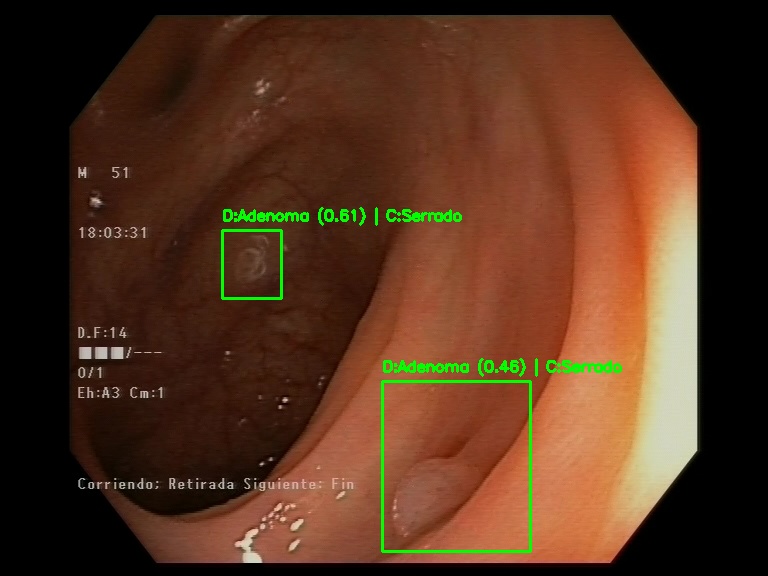 M 51
18:03:31
D:Adenoma (0.61) | C:Serrado
D.F:14
███/---
0/1
Eh:A3 Cm:1
D:Adenoma (0.46) | C:Serrado
Corriendo; Retirada Siguiente: Fin